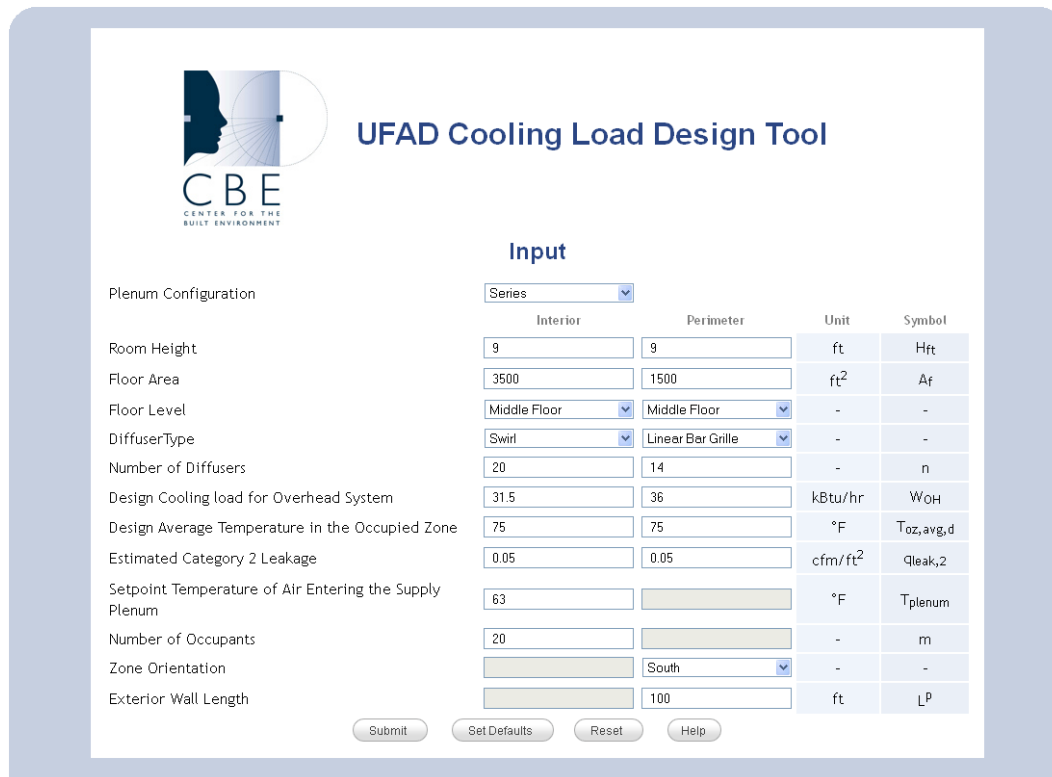 UFAD Cooling Load Design Tool
CBE
CENTER FOR THE
BUILT ENVIRONMENT
Input
Plenum Configuration Series
Interior Perimeter Unit Symbol
Room Height 9 9 ft Hft
Floor Area 3500 1500 ft2 Af
Floor Level Middle Floor Middle Floor - -
DiffuserType Swirl Linear Bar Grille - -
Number of Diffusers 20 14 - n
Design Cooling load for Overhead System 31.5 36 kBtu/hr WOH
Design Average Temperature in the Occupied Zone 75 75 °F Toz,avg,d
Estimated Category 2 Leakage 0.05 0.05 cfm/ft2 qleak,2
Setpoint Temperature of Air Entering the Supply
Plenum 63 °F Tplenum
Number of Occupants 20 - m
Zone Orientation South - -
Exterior Wall Length 100 ft LP
Submit Set Defaults Reset Help